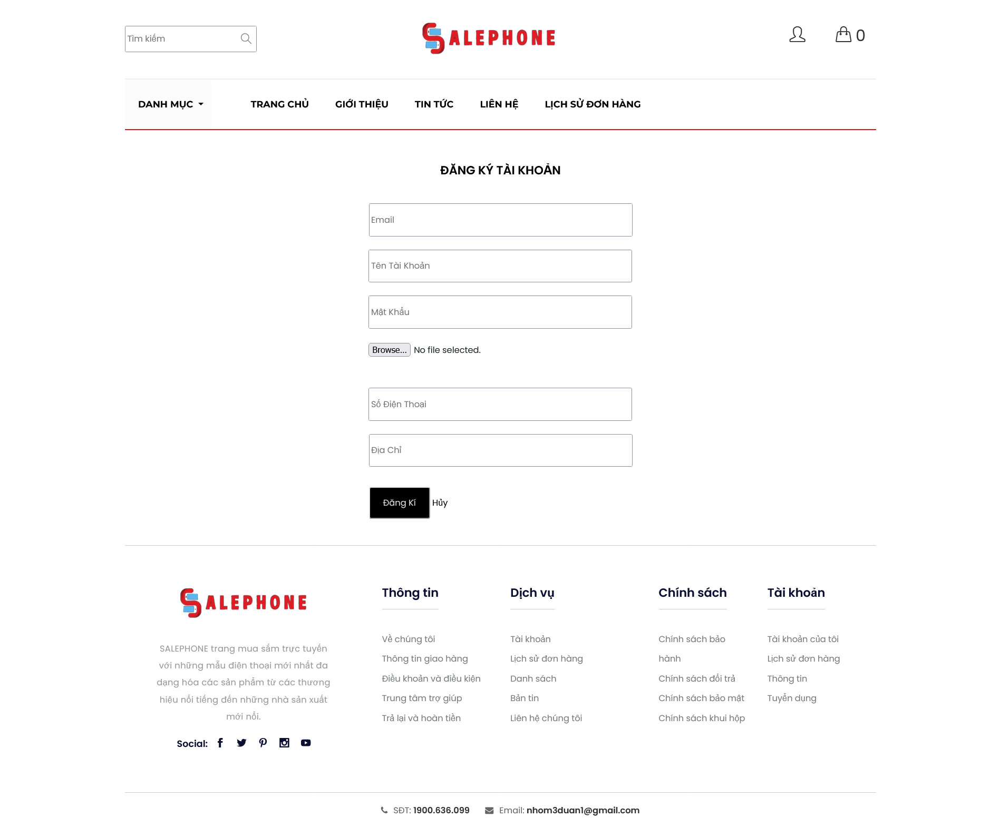 Tìm kiếm
SALEPHONE
0
DANH MỤC
TRANG CHỦ
GIỚI THIỆU
TIN TỨC
LIÊN HỆ
LỊCH SỬ ĐƠN HÀNG
ĐĂNG KÝ TÀI KHOẢN
Email
Tên Tài Khoản
Mật Khẩu
Browse... No file selected.
Số Điện Thoại
Địa Chỉ
Đăng Kí Hủy
SALEPHONE
SALEPHONE trang mua sắm trực tuyến
với những mẫu điện thoại mới nhất đa
dạng hóa các sản phẩm từ các thương
hiệu nổi tiếng đến những nhà sản xuất
mới nổi.
Social:
Thông tin
Về chúng tôi
Thông tin giao hàng
Điều khoản và điều kiện
Trung tâm trợ giúp
Trả lại và hoàn tiền
Dịch vụ
Tài khoản
Lịch sử đơn hàng
Danh sách
Bản tin
Liên hệ chúng tôi
Chính sách
Chính sách bảo
hành
Chính sách đổi trả
Chính sách bảo mật
Chính sách khui hộp
Tài khoản
Tài khoản của tôi
Lịch sử đơn hàng
Thông tin
Tuyển dụng
SĐT: 1900.636.099
Email: nhom3duan1@gmail.com